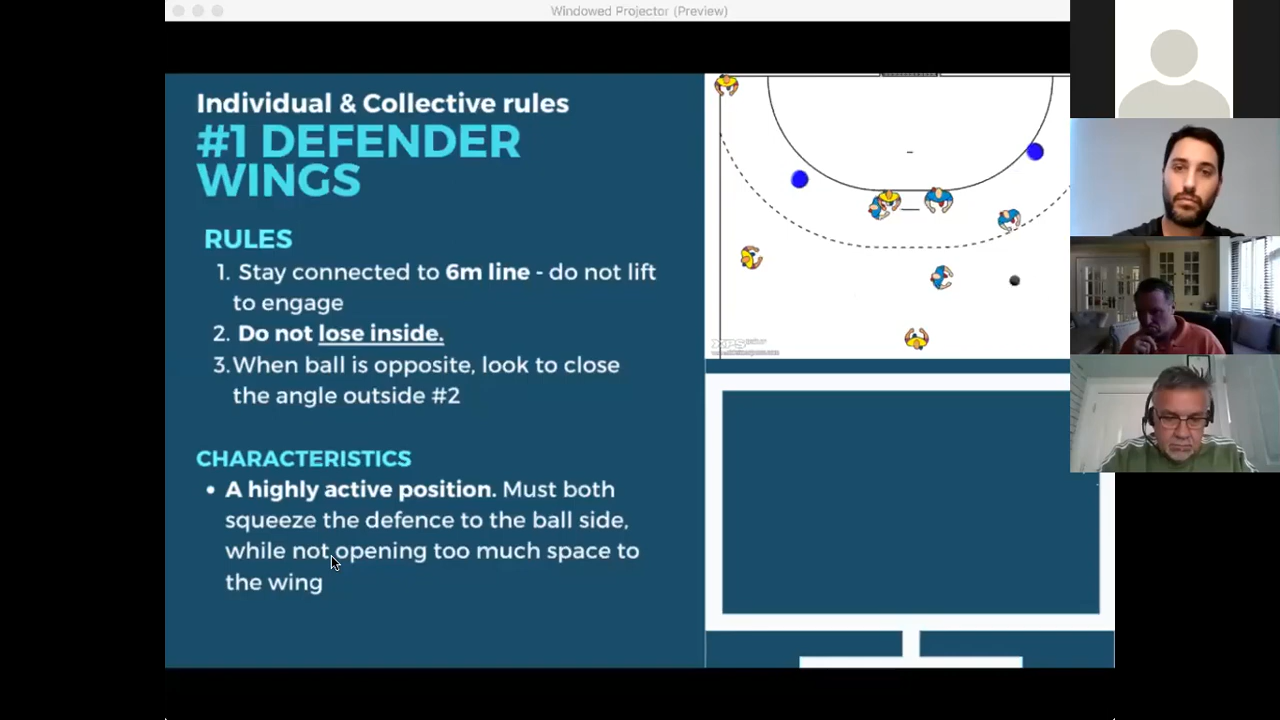 Windowed Projector (Preview)
Individual & Collective rules
#1 DEFENDER
WINGS
RULES
1. Stay connected to 6m line - do not lift
to engage
2. Do not lose inside.
3. When ball is opposite, look to close
the angle outside #2
CHARACTERISTICS
• A highly active position. Must both
squeeze the defence to the ball side,
while not opening too much space to
the wing